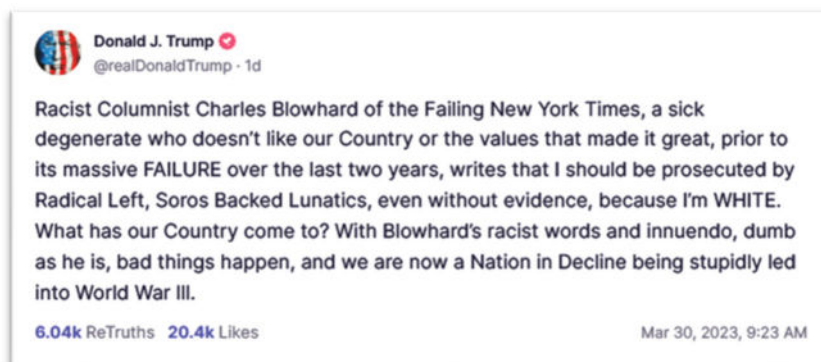 Donald J. Trump
@realDonaldTrump · 1d
Racist Columnist Charles Blowhard of the Failing New York Times, a sick
degenerate who doesn't like our Country or the values that made it great, prior to
its massive FAILURE over the last two years, writes that I should be prosecuted by
Radical Left, Soros Backed Lunatics, even without evidence, because I'm WHITE.
What has our Country come to? With Blowhard's racist words and innuendo, dumb
as he is, bad things happen, and we are now a Nation in Decline being stupidly led
into World War III.
6.04k ReTruths 20.4k Likes Mar 30, 2023, 9:23 AM